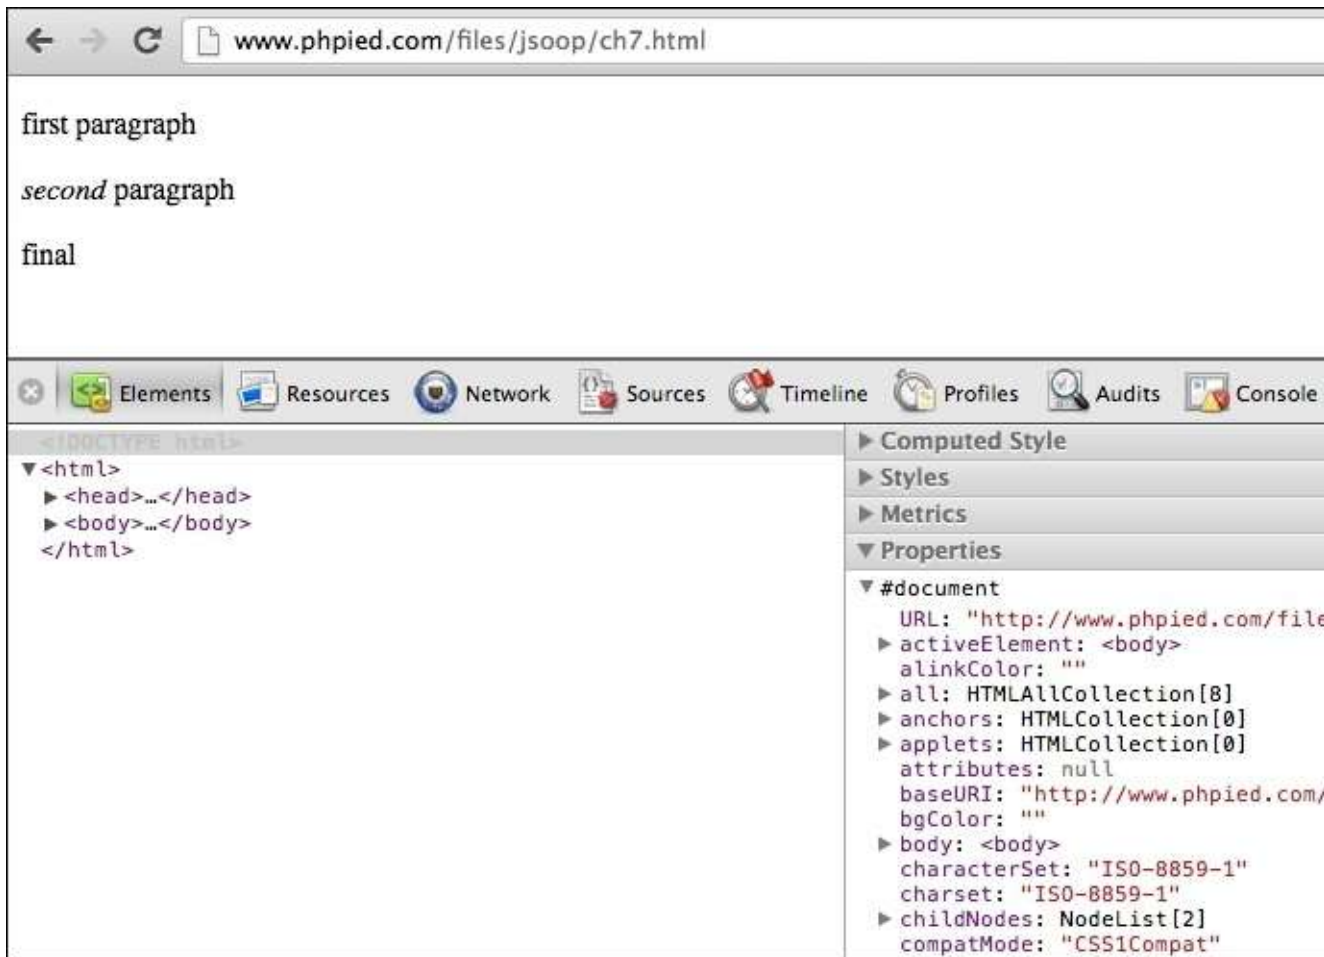 www.phpied.com/files/jsoop/ch7.html
first paragraph
second paragraph
final
Elements Resources Network Sources Timeline Profiles Audits Console
<!DOCTYPE html>
▼<html>
▶<head>…</head>
▶<body>…</body>
</html>
▶Computed Style
▶Styles
▶Metrics
▼Properties
▼#document
URL: "http://www.phpied.com/file
▶activeElement: <body>
alinkColor: ""
▶all: HTMLAllCollection[8]
▶anchors: HTMLCollection[0]
▶applets: HTMLCollection[0]
attributes: null
baseURI: "http://www.phpied.com/
bgColor: ""
▶body: <body>
characterSet: "ISO-8859-1"
charset: "ISO-8859-1"
▶childNodes: NodeList[2]
compatMode: "CSS1Compat"